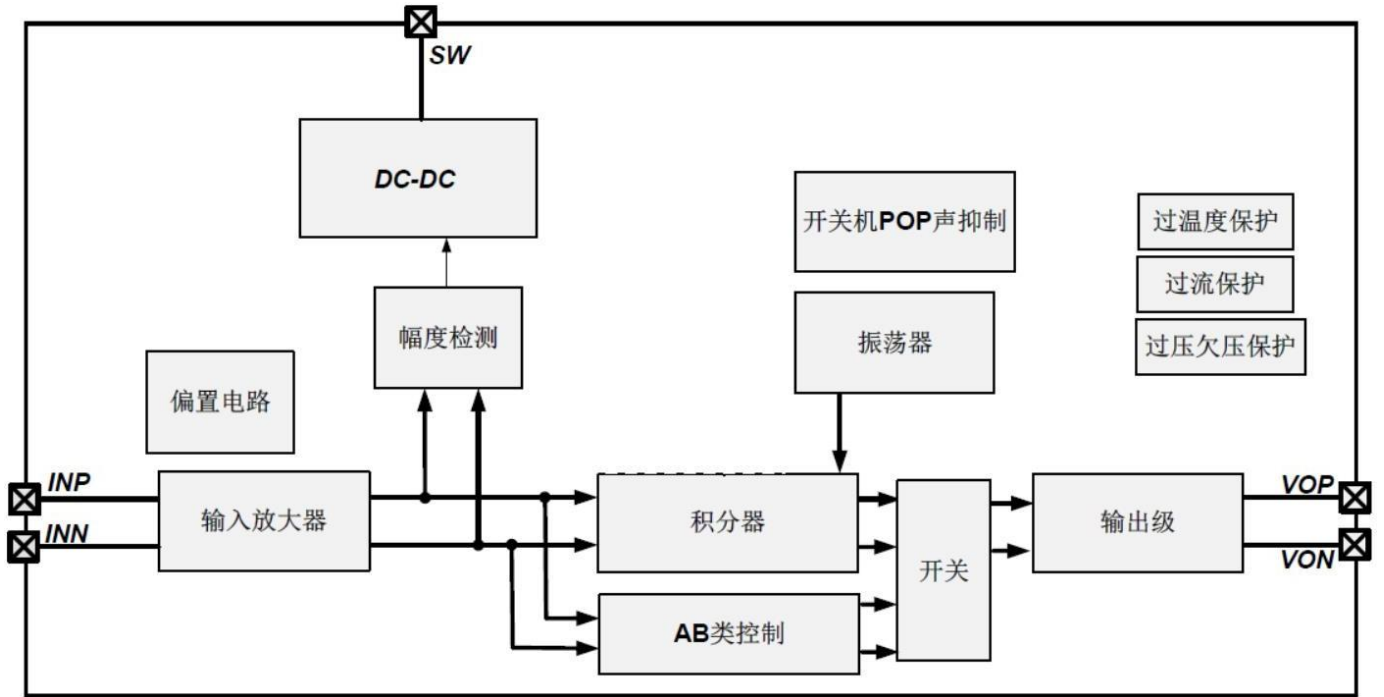 SW
DC-DC
开关机POP声抑制
过温度保护
过流保护
过压欠压保护
幅度检测
振荡器
偏置电路
INP
INN
输入放大器
积分器
开关
输出级
VOP
VON
AB类控制